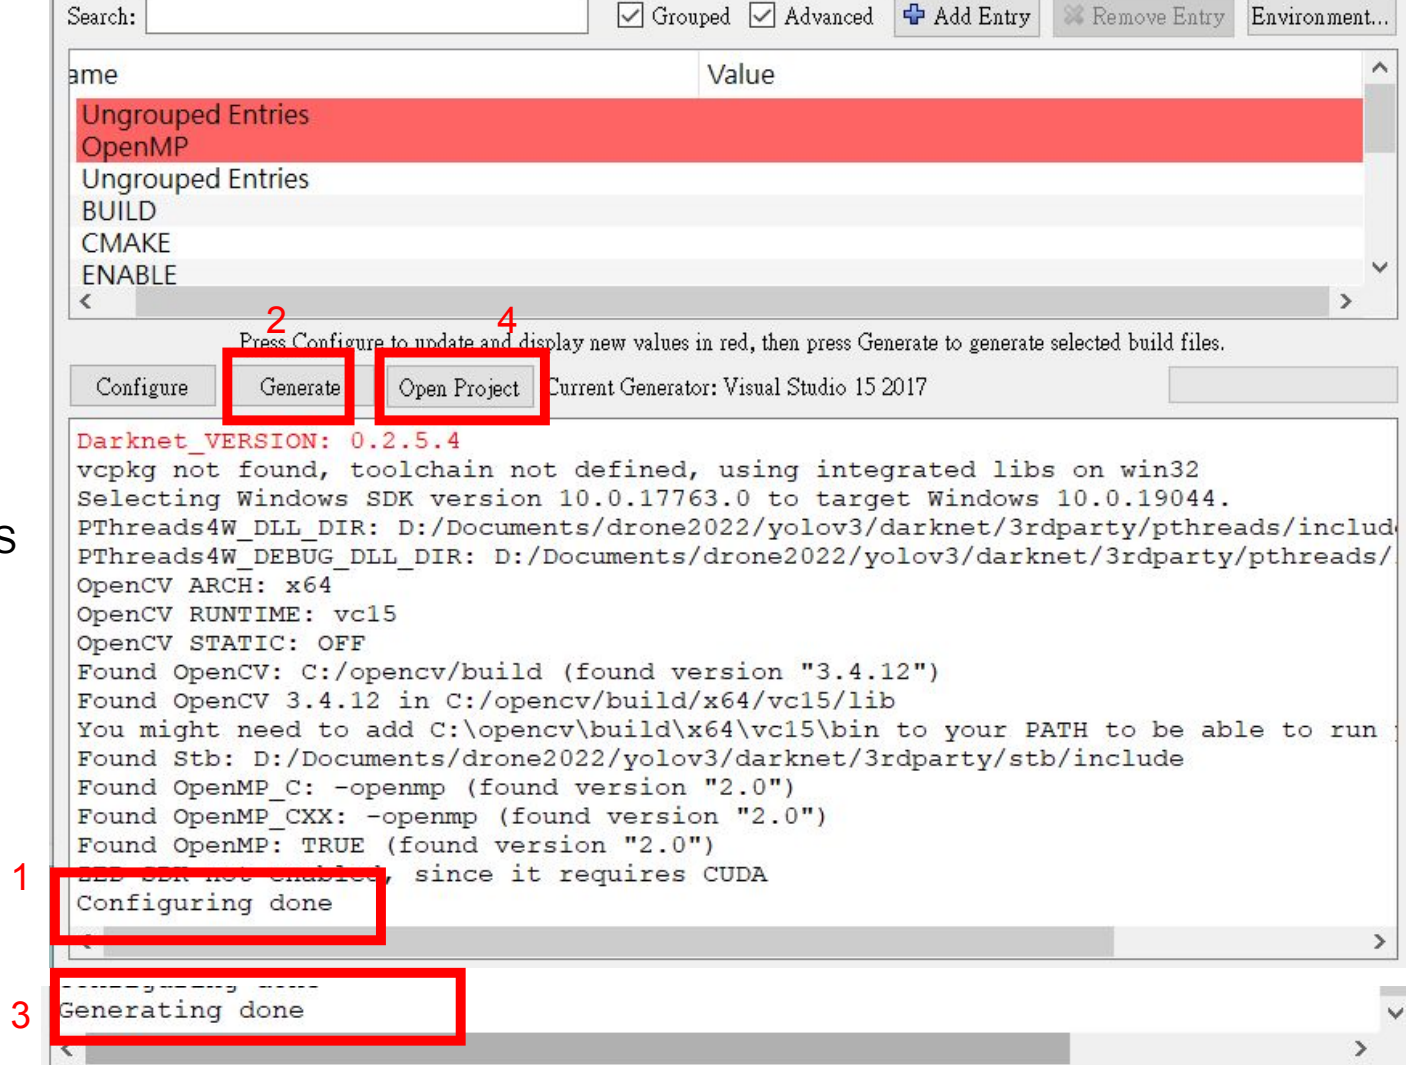 Search:
Grouped Advanced Add Entry Remove Entry Environment...
ame Value
Ungrouped Entries
OpenMP
Ungrouped Entries
BUILD
CMAKE
ENABLE
2 4
Press Configure to update and display new values in red, then press Generate to generate selected build files.
Configure Generate Open Project Current Generator: Visual Studio 15 2017
Darknet_VERSION: 0.2.5.4
vcpkg not found, toolchain not defined, using integrated libs on win32
Selecting Windows SDK version 10.0.17763.0 to target Windows 10.0.19044.
S
PThreads4W_DLL_DIR: D:/Documents/drone2022/yolov3/darknet/3rdparty/pthreads/includ
PThreads4W_DEBUG_DLL_DIR: D:/Documents/drone2022/yolov3/darknet/3rdparty/pthreads/
OpenCV ARCH: x64
OpenCV RUNTIME: vc15
OpenCV STATIC: OFF
Found OpenCV: C:/opencv/build (found version "3.4.12")
Found OpenCV 3.4.12 in C:/opencv/build/x64/vc15/lib
You might need to add C:\opencv\build\x64\vc15\bin to your PATH to be able to run
Found Stb: D:/Documents/drone2022/yolov3/darknet/3rdparty/stb/include
Found OpenMP_C: -openmp (found version "2.0")
Found OpenMP_CXX: -openmp (found version "2.0")
Found OpenMP: TRUE (found version "2.0")
ZED SDK not enabled, since it requires CUDA
1
Configuring done
3
Generating done